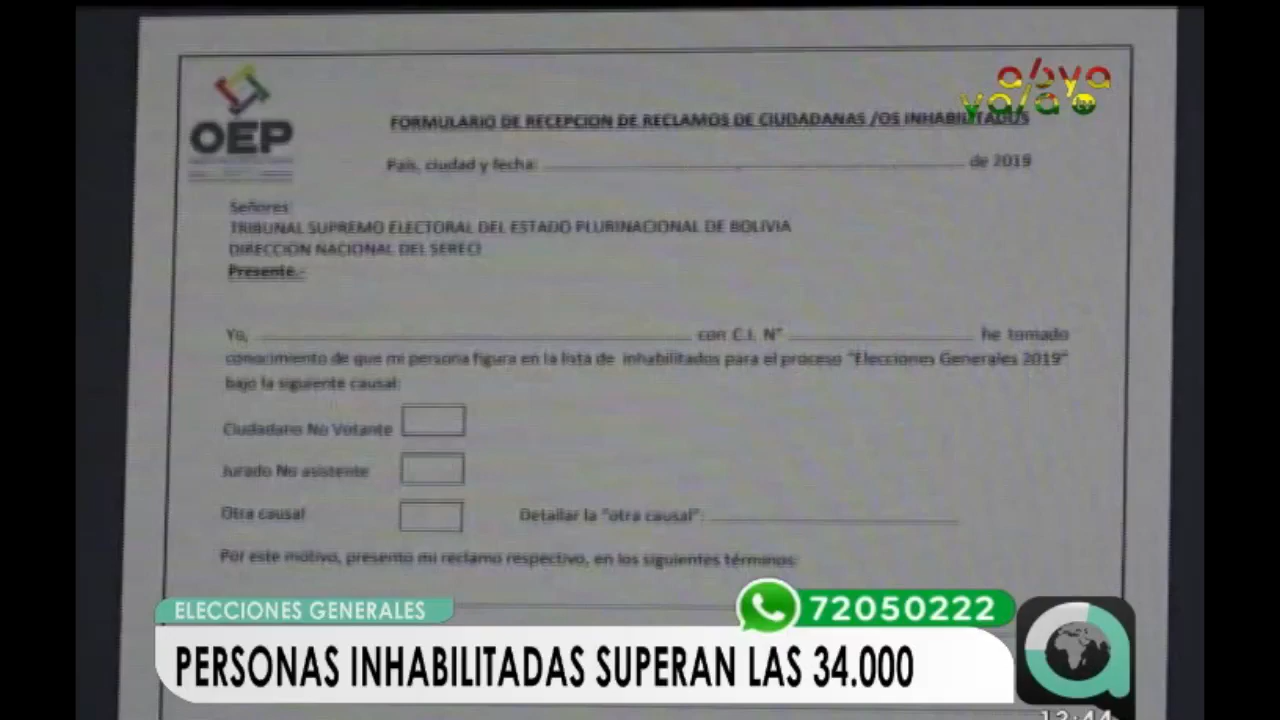 abya
yala tv
OEP
FORMULARIO DE RECEPCION DE RECLAMOS DE CIUDADANAS /OS INHABILITADOS
País, ciudad y fecha: de 2019
Señores
TRIBUNAL SUPREMO ELECTORAL DEL ESTADO PLURINACIONAL DE BOLIVIA
DIRECCION NACIONAL DEL SERECI
Presente.-
Yo, con C.I. N° he tomado
conocimiento de que mi persona figura en la lista de inhabilitados para el proceso "Elecciones Generales 2019"
bajo la siguiente causal:
Ciudadano No Votante
Jurado No asistente
Otra causal Detallar la "otra causal":
Por este motivo, presento mi reclamo respectivo, en los siguientes términos:
ELECCIONES GENERALES
72050222
PERSONAS INHABILITADAS SUPERAN LAS 34.000